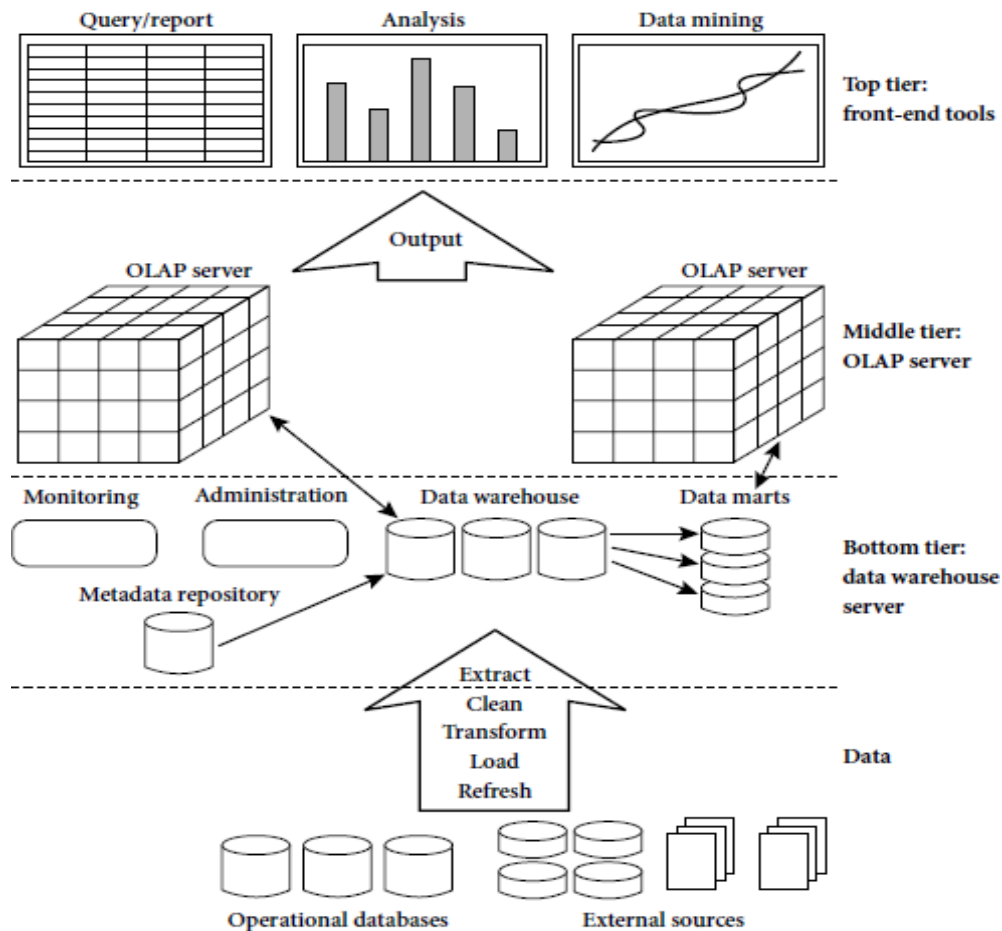 Query/report
Analysis
Data mining
Top tier:
front-end tools
Output
OLAP server
OLAP server
Middle tier:
OLAP server
Monitoring
Administration
Data warehouse
Data marts
Bottom tier:
data warehouse
server
Metadata repository
Extract
Clean
Transform
Load
Refresh
Data
Operational databases
External sources